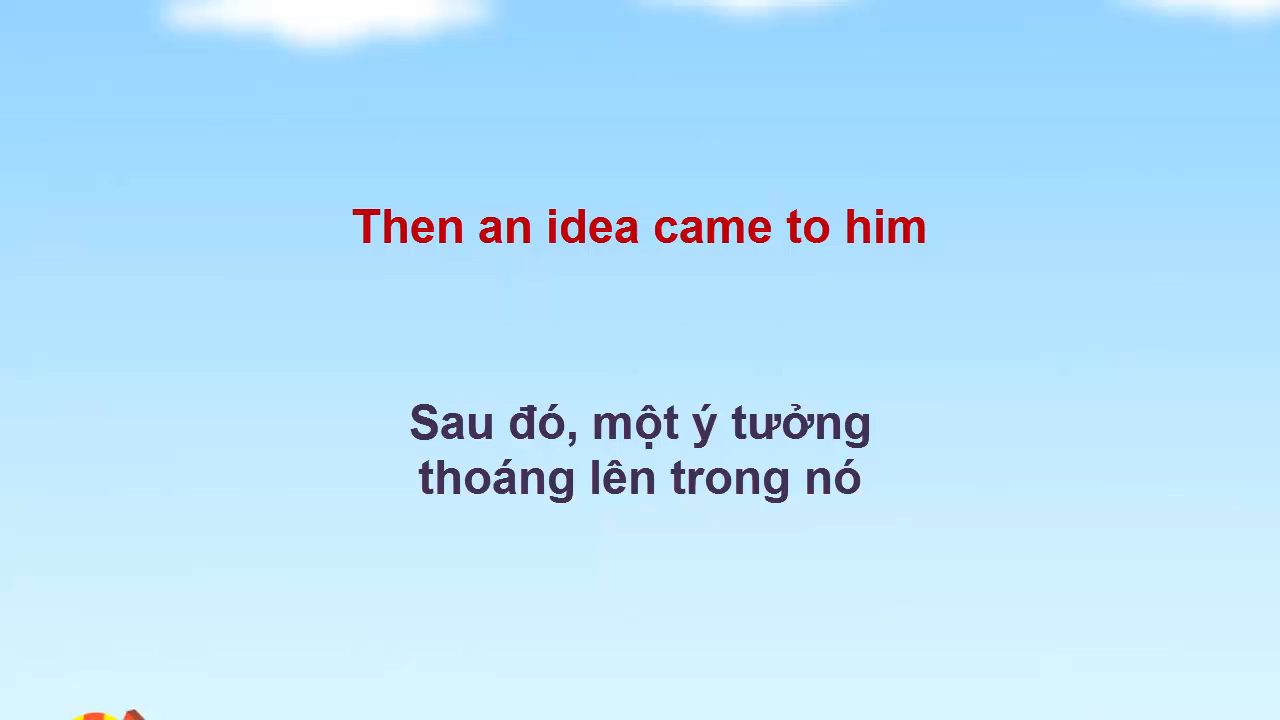 Then an idea came to him
Sau đó, một ý tưởng
thoáng lên trong nó